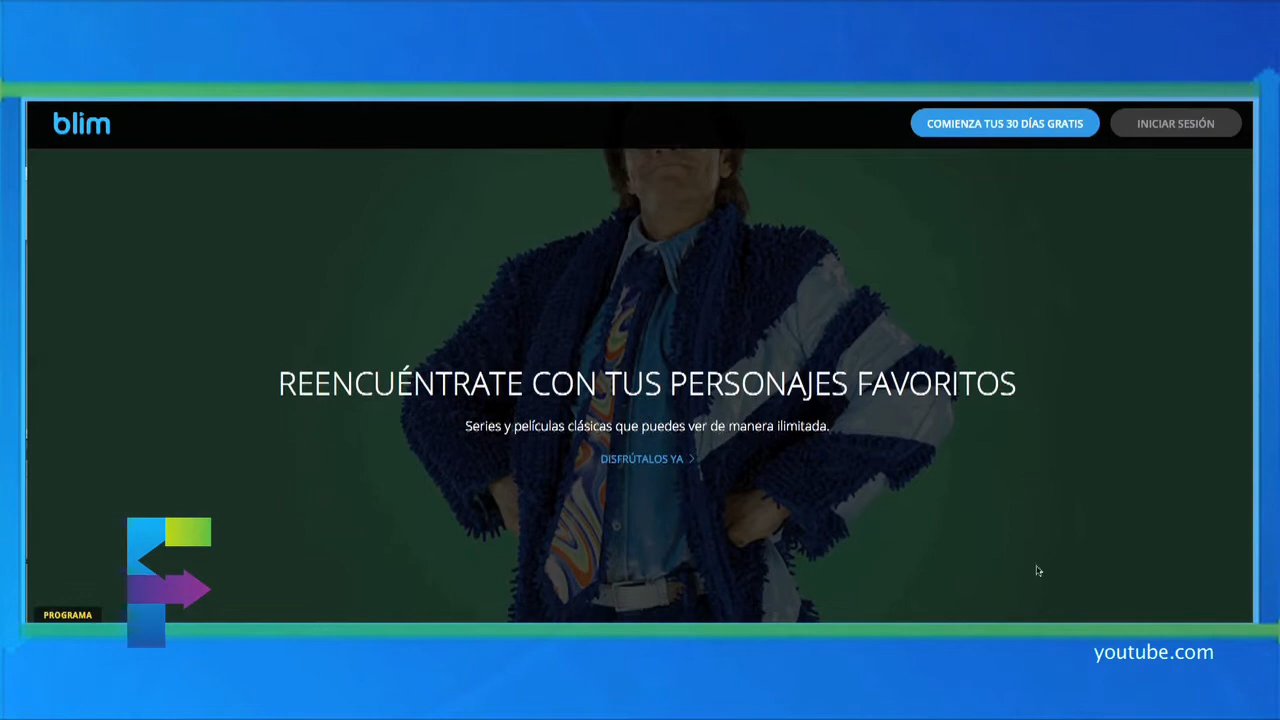 blim
COMIENZA TUS 30 DÍAS GRATIS
INICIAR SESIÓN
REENCUÉNTRATE CON TUS PERSONAJES FAVORITOS
Series y películas clásicas que puedes ver de manera ilimitada.
DISFRÚTALOS YA >
PROGRAMA
youtube.com